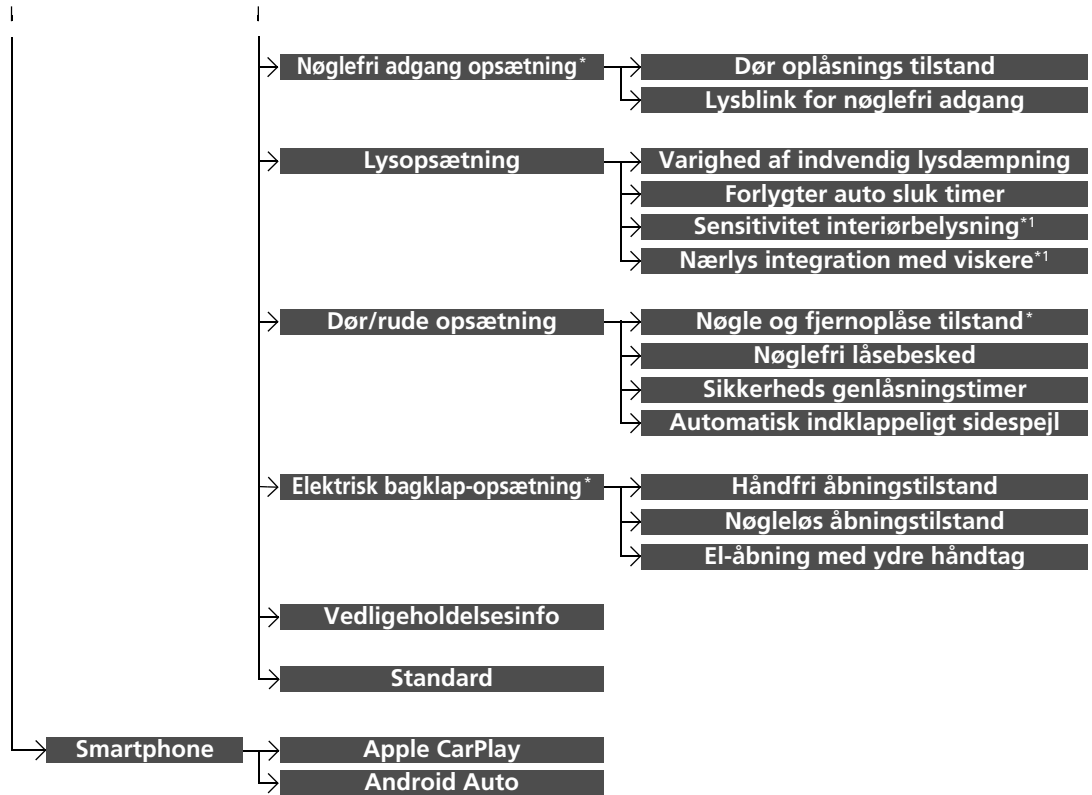 Nøglefri adgang opsætning*
Dør oplåsnings tilstand
Lysblink for nøglefri adgang
Lysopsætning
Varighed af indvendig lysdæmpning
Forlygter auto sluk timer
Sensitivitet interiørbelysning*1
Nærlys integration med viskere*1
Dør/rude opsætning
Nøgle og fjernoplåse tilstand*
Nøglefri låsebesked
Sikkerheds genlåsningstimer
Automatisk indklappeligt sidespejl
Elektrisk bagklap-opsætning*
Håndfri åbningstilstand
Nøgleløs åbningstilstand
El-åbning med ydre håndtag
Vedligeholdelsesinfo
Standard
Smartphone
Apple CarPlay
Android Auto